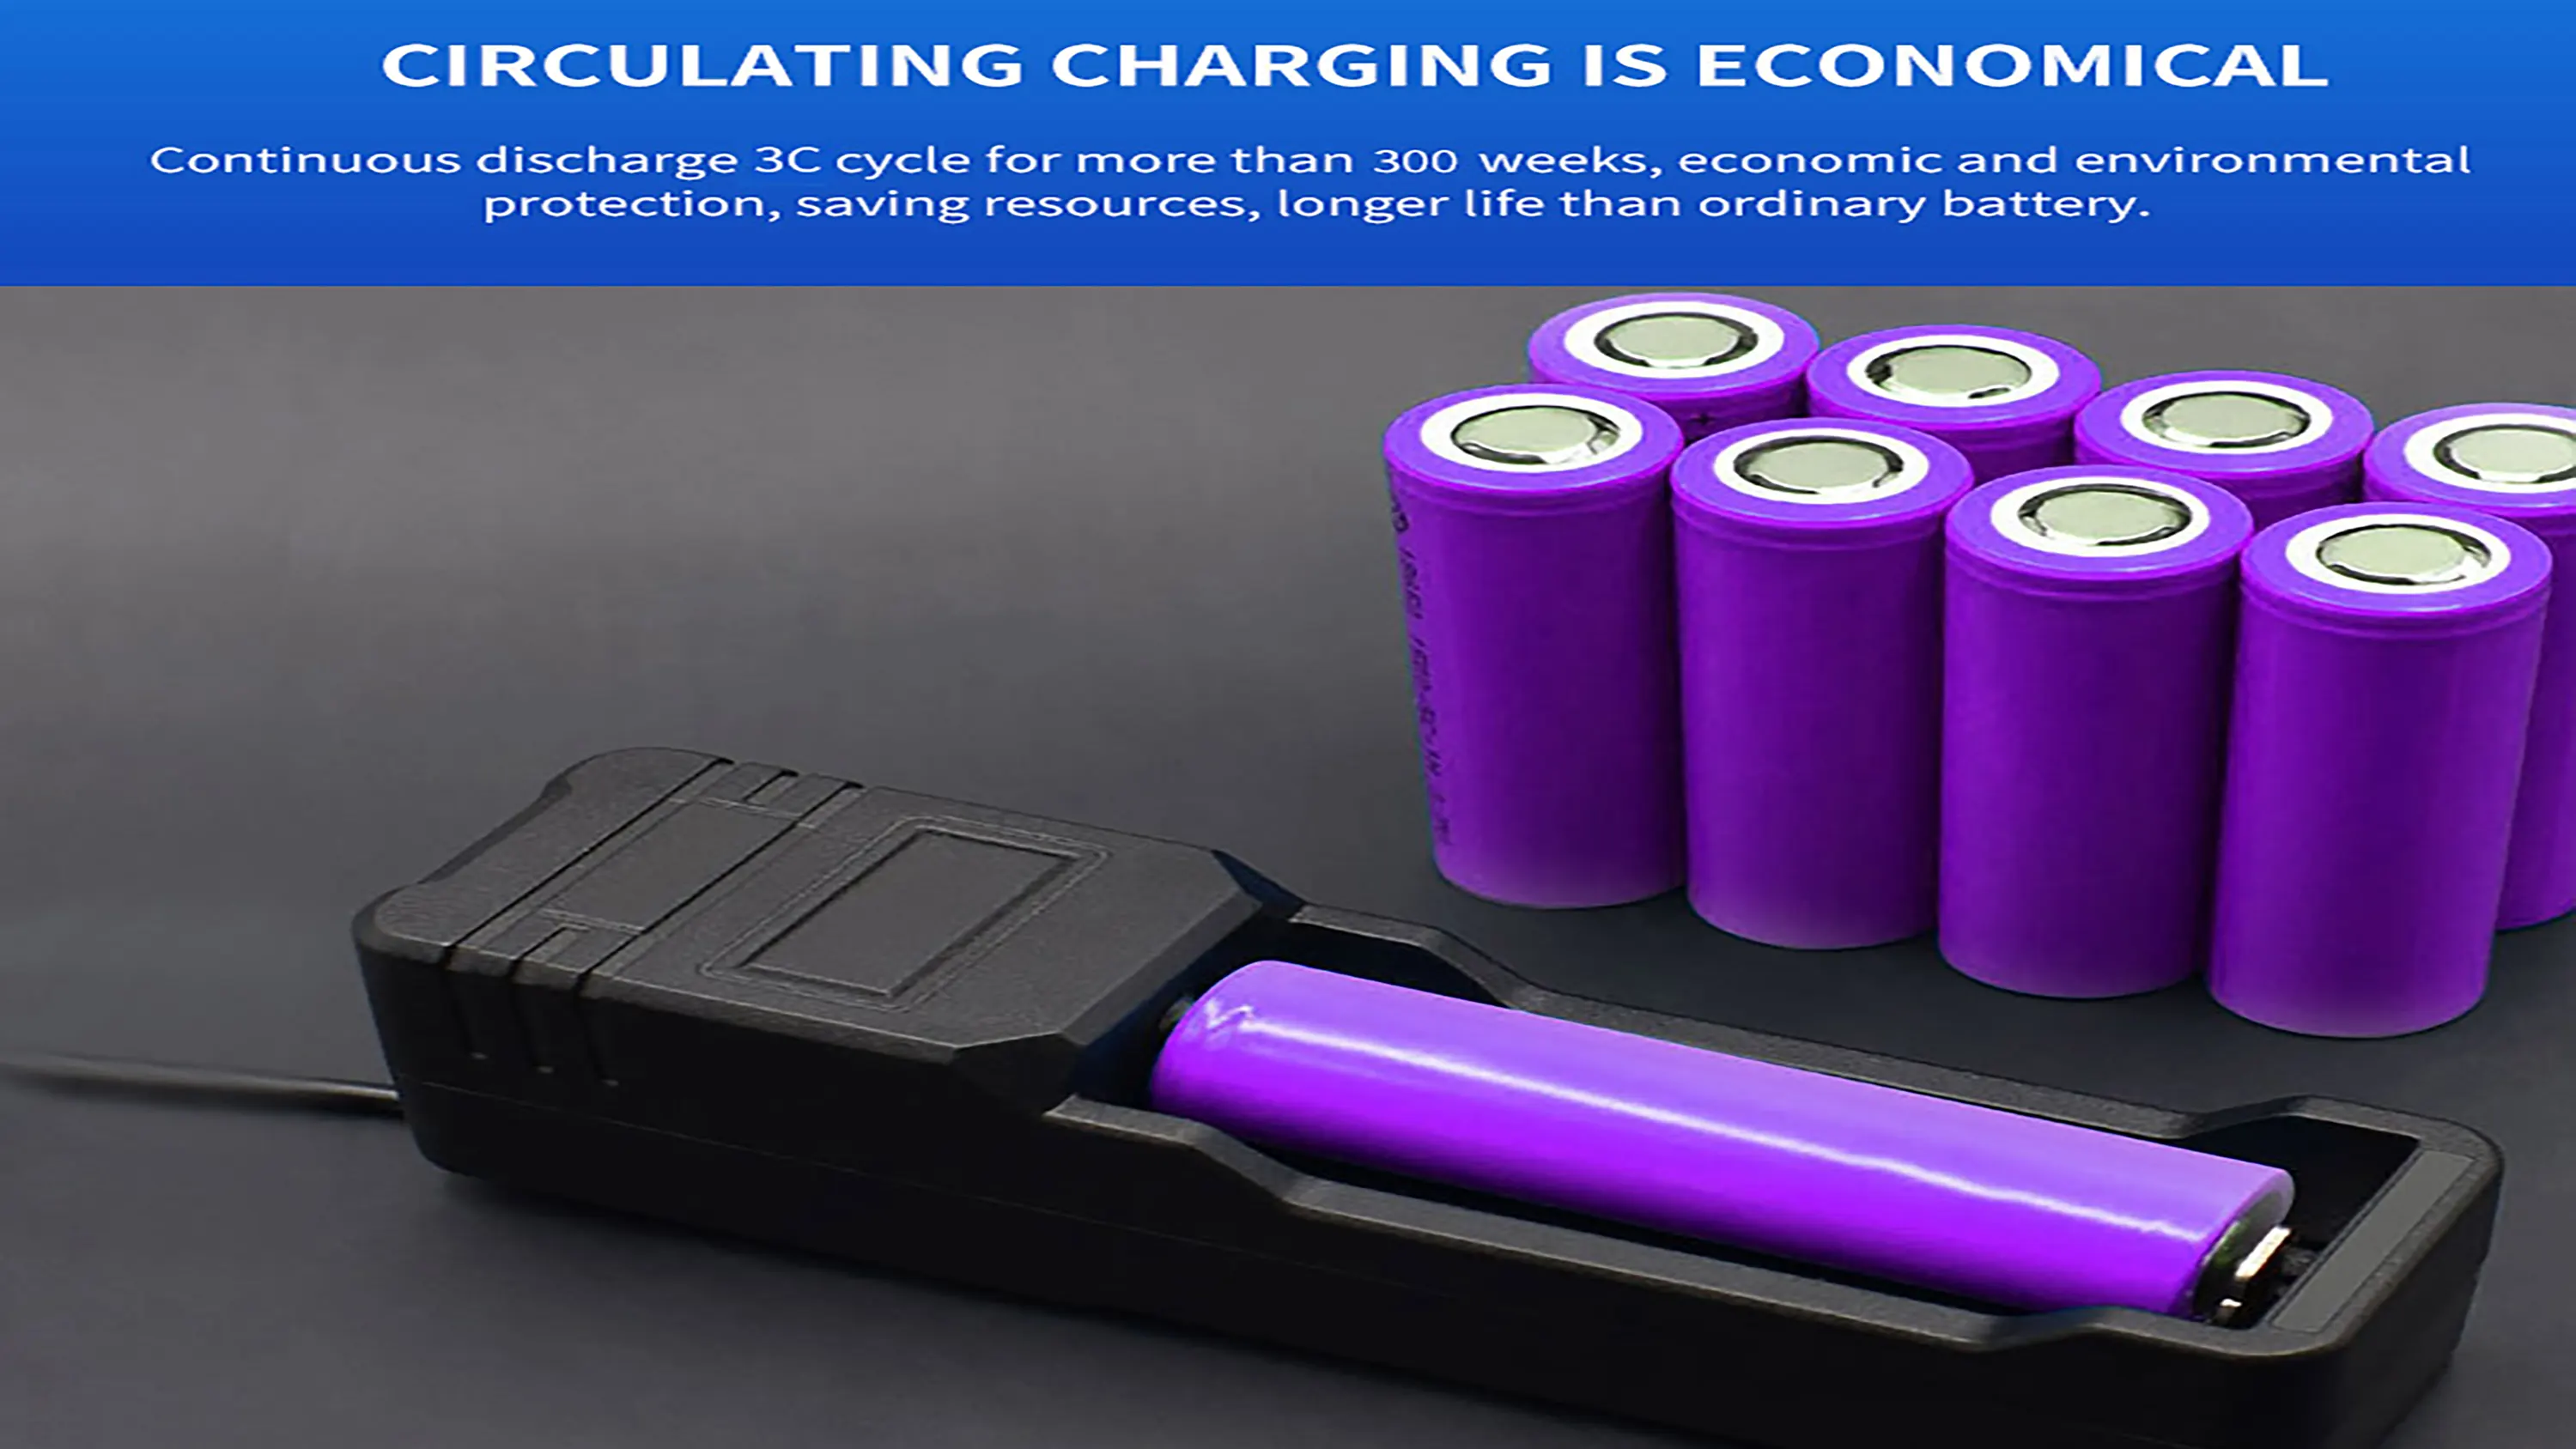 CIRCULATING CHARGING IS ECONOMICAL
Continuous discharge 3C cycle for more than 300 weeks, economic and environmental
protection, saving resources, longer life than ordinary battery.